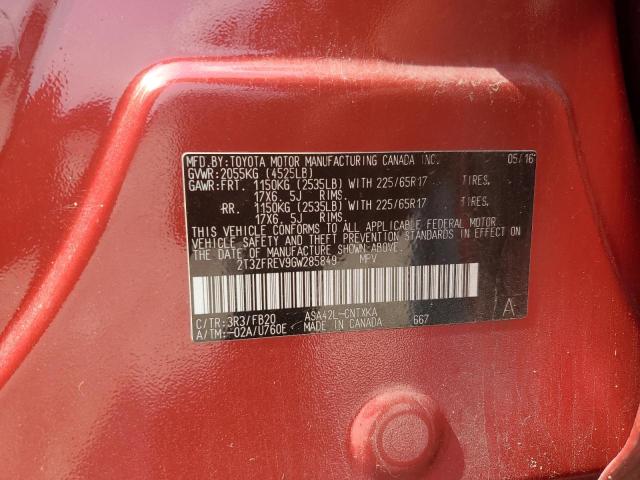 MFD.BY:TOYOTA MOTOR MANUFACTURING CANADA INC. 05/16
GVWR: 2055KG (4525LB)
GAWR:FRT. 1150KG (2535LB) WITH 225/65R17 TIRES.
17X6. 5J RIMS.
RR. 1150KG (2535LB) WITH 225/65R17 TIRES.
17X6. 5J RIMS.
THIS VEHICLE CONFORMS TO ALL APPLICABLE FEDERAL MOTOR
VEHICLE SAFETY AND THEFT PREVENTION STANDARDS IN EFFECT ON
THE DATE OF MANUFACTURE SHOWN ABOVE.
2T3ZFREV9GW285849 MPV
C/TR:3R3/FB20 ASA42L-CNTXKA A
A/TM:-02A/U760E MADE IN CANADA 667